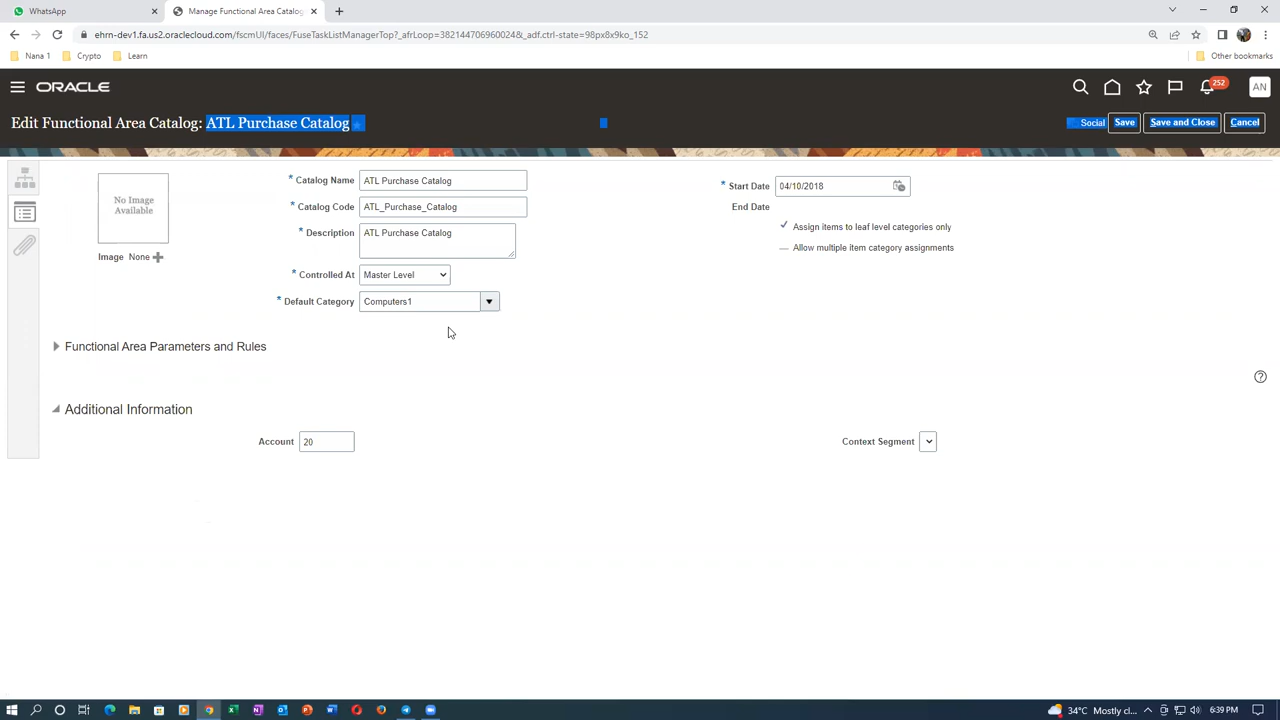 WhatsApp
Manage Functional Area Catalog
ehrn-dev1.fa.us2.oraclecloud.com/fscmUI/faces/FuseTaskListManagerTop?_afrLoop=382144706960024&_adf.ctrl-state=98px8x9ko_152
Nana 1
Crypto
Learn
Other bookmarks
ORACLE
252
AN
Edit Functional Area Catalog: ATL Purchase Catalog
Social
Save
Save and Close
Cancel
No Image
Available
Image None
* Catalog Name ATL Purchase Catalog
* Catalog Code ATL_Purchase_Catalog
* Description ATL Purchase Catalog
* Controlled At Master Level
* Default Category Computers1
* Start Date 04/10/2018
End Date
Assign items to leaf level categories only
Allow multiple item category assignments
Functional Area Parameters and Rules
Additional Information
Account 20
Context Segment
34°C Mostly cl...
6:39 PM